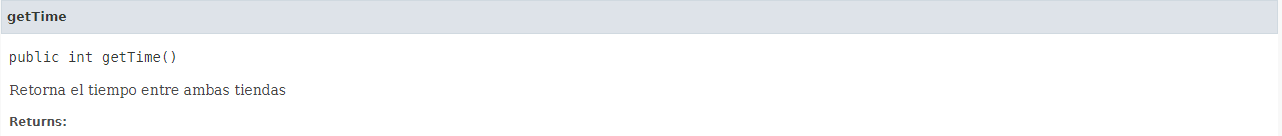 getTime
public int getTime()
Retorna el tiempo entre ambas tiendas
Returns: